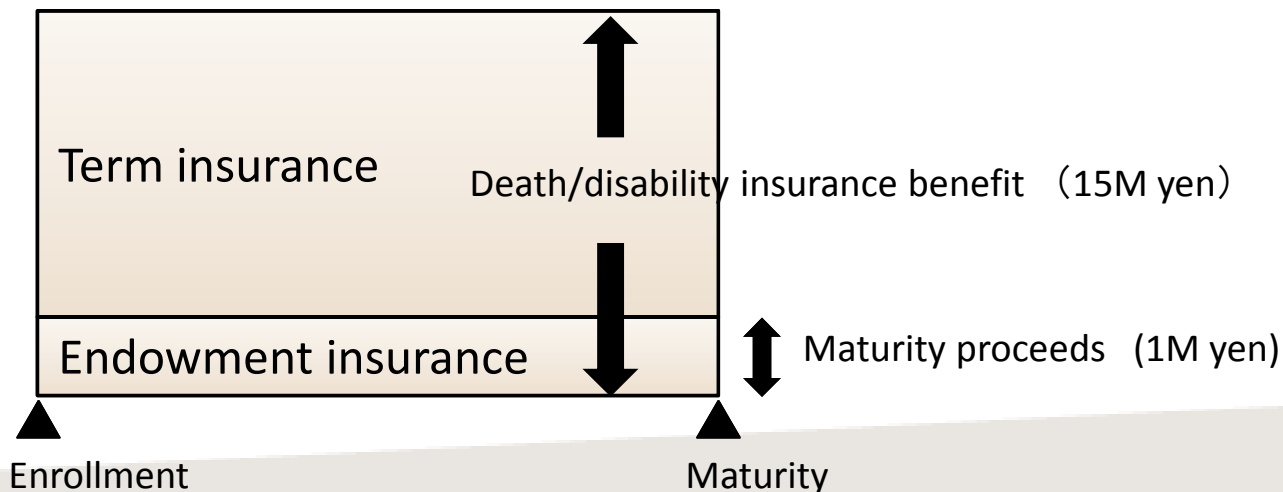 Term insurance
Death/disability insurance benefit （15M yen）
Endowment insurance
Maturity proceeds (1M yen)
Enrollment
Maturity